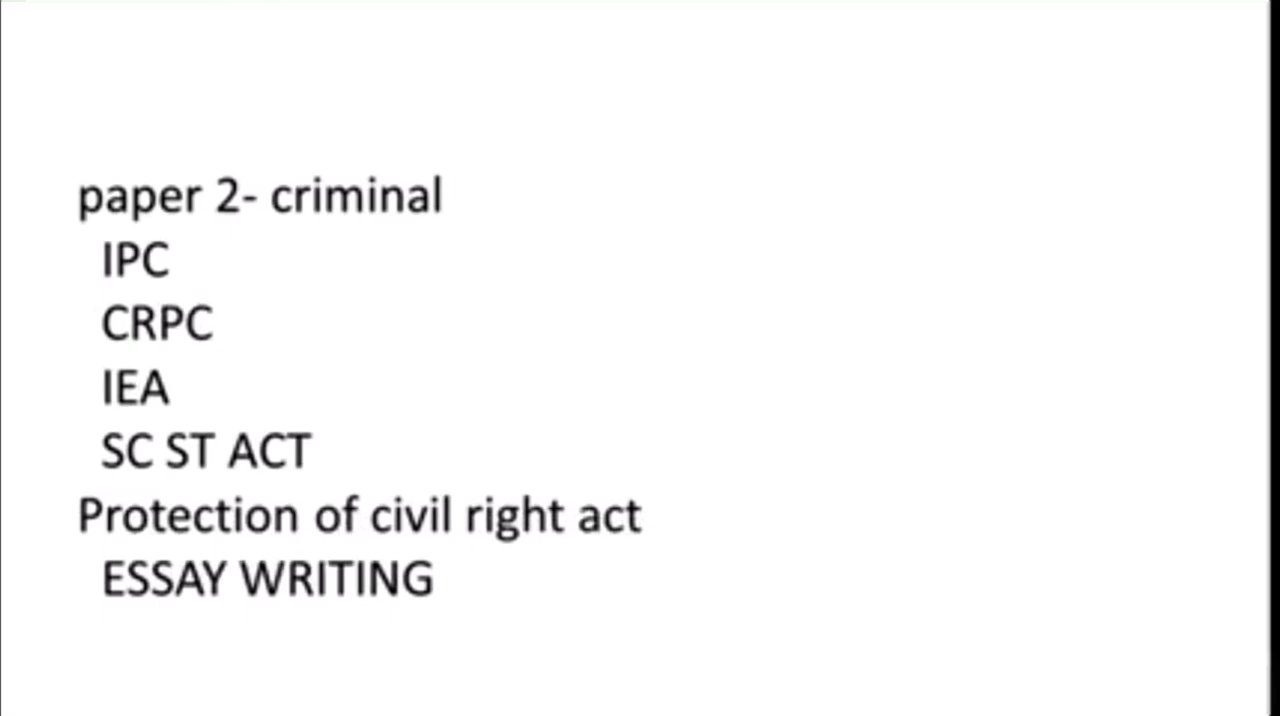 paper 2- criminal
IPC
CRPC
IEA
SC ST ACT
Protection of civil right act
ESSAY WRITING